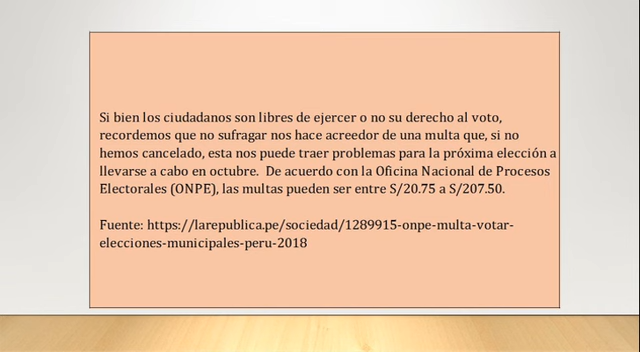 Si bien los ciudadanos son libres de ejercer o no su derecho al voto,
recordemos que no sufragar nos hace acreedor de una multa que, si no
hemos cancelado, esta nos puede traer problemas para la próxima elección a
llevarse a cabo en octubre.  De acuerdo con la Oficina Nacional de Procesos
Electorales (ONPE), las multas pueden ser entre S/20.75 a S/207.50.

Fuente: https://larepublica.pe/sociedad/1289915-onpe-multa-votar-
elecciones-municipales-peru-2018